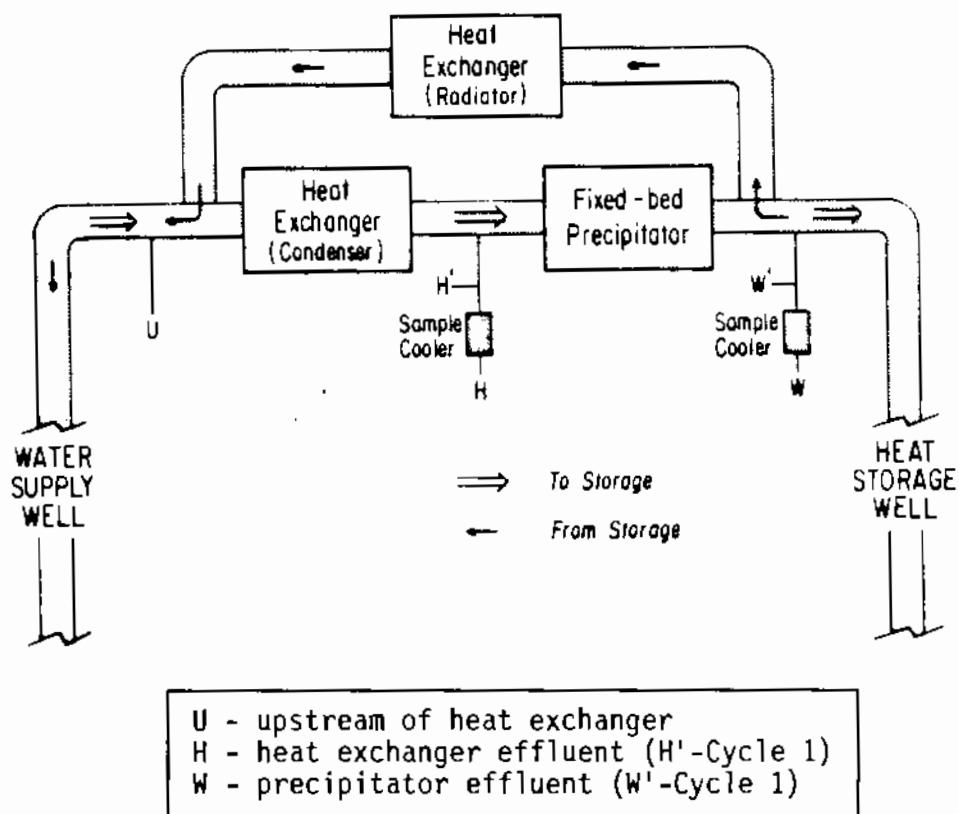 Heat
Exchanger
(Radiator)
Heat
Exchanger
(Condenser)
Fixed-bed
Precipitator
H'
W'
U
Sample
Cooler
Sample
Cooler
H
W
WATER
SUPPLY
WELL
HEAT
STORAGE
WELL
To Storage
From Storage
U - upstream of heat exchanger
H - heat exchanger effluent (H'-Cycle 1)
W - precipitator effluent (W'-Cycle 1)